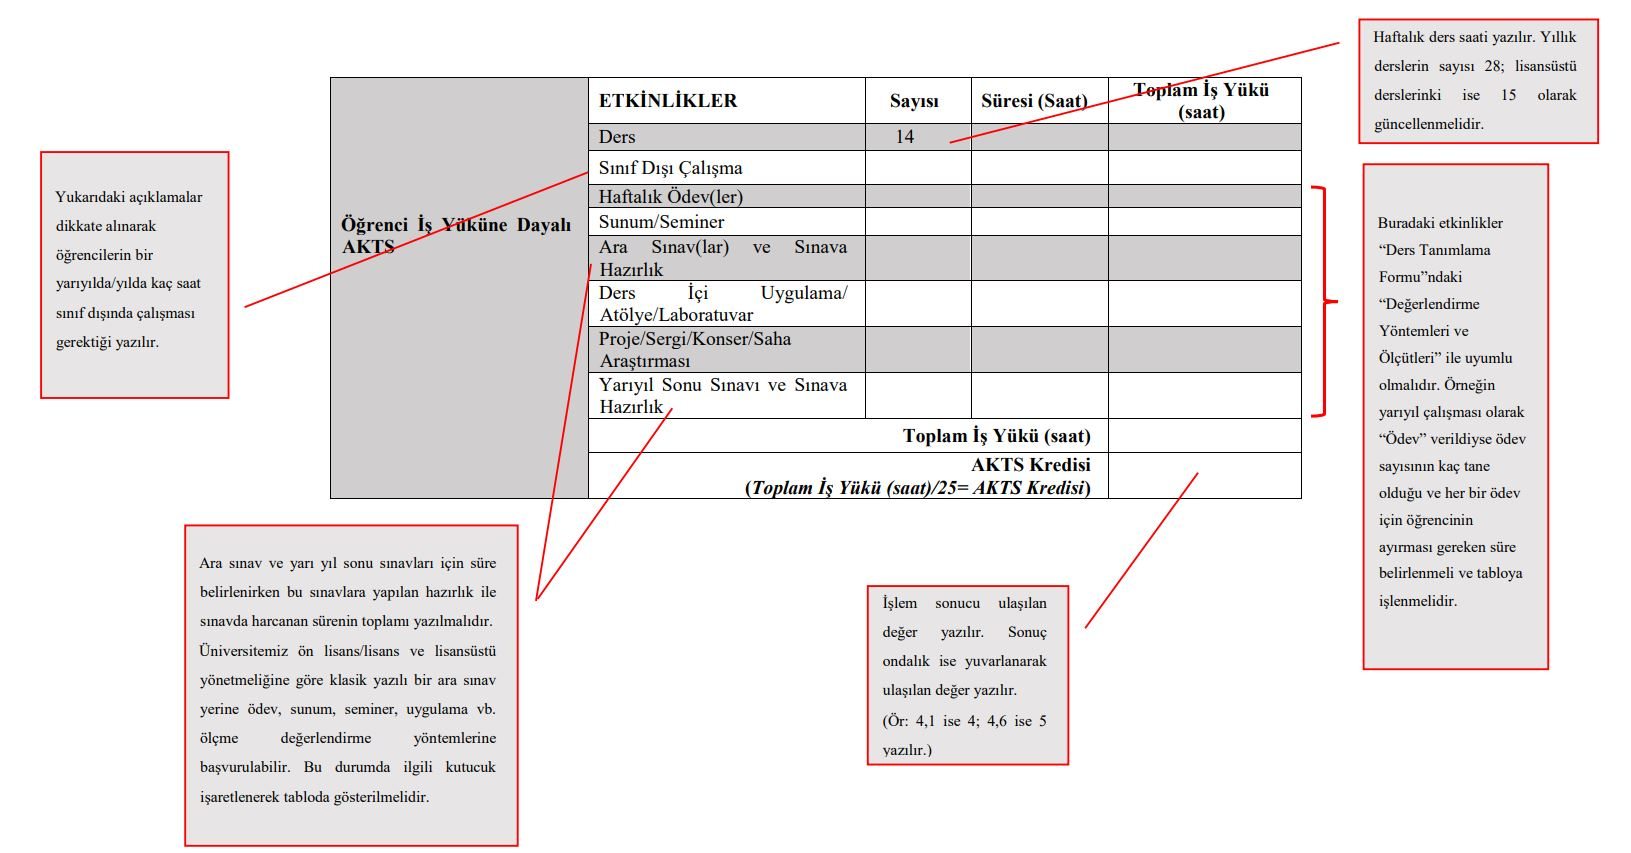 Haftalık ders saati yazılır. Yıllık
derslerin sayısı 28; lisansüstü
derslerinki ise 15 olarak
güncellenmelidir.
ETKİNLİKLER Sayısı Süresi (Saat) Toplam İş Yükü
(saat)
Ders 14
Sınıf Dışı Çalışma
Haftalık Ödev(ler)
Sunum/Seminer
Öğrenci İş Yüküne Dayalı
AKTS
Ara Sınav(lar) ve Sınava
Hazırlık
Ders İçi Uygulama/
Atölye/Laboratuvar
Proje/Sergi/Konser/Saha
Araştırması
Yarıyıl Sonu Sınavı ve Sınava
Hazırlık
Toplam İş Yükü (saat)
AKTS Kredisi
(Toplam İş Yükü (saat)/25= AKTS Kredisi)
Yukarıdaki açıklamalar
dikkate alınarak
öğrencilerin bir
yarıyılda/yılda kaç saat
sınıf dışında çalışması
gerektiği yazılır.
Buradaki etkinlikler
“Ders Tanımlama
Formu”ndaki
“Değerlendirme
Yöntemleri ve
Ölçütleri” ile uyumlu
olmalıdır. Örneğin
yarıyıl çalışması olarak
“Ödev” verildiyse ödev
sayısının kaç tane
olduğu ve her bir ödev
için öğrencinin
ayırması gereken süre
belirlenmeli ve tabloya
işlenmelidir.
Ara sınav ve yarı yıl sonu sınavları için süre
belirlenirken bu sınavlara yapılan hazırlık ile
sınavda harcanan sürenin toplamı yazılmalıdır.
Üniversitemiz ön lisans/lisans ve lisansüstü
yönetmeliğine göre klasik yazılı bir ara sınav
yerine ödev, sunum, seminer, uygulama vb.
ölçme değerlendirme yöntemlerine
başvurulabilir. Bu durumda ilgili kutucuk
işaretlenerek tabloda gösterilmelidir.
İşlem sonucu ulaşılan
değer yazılır. Sonuç
ondalık ise yuvarlanarak
ulaşılan değer yazılır.
(Ör: 4,1 ise 4; 4,6 ise 5
yazılır.)